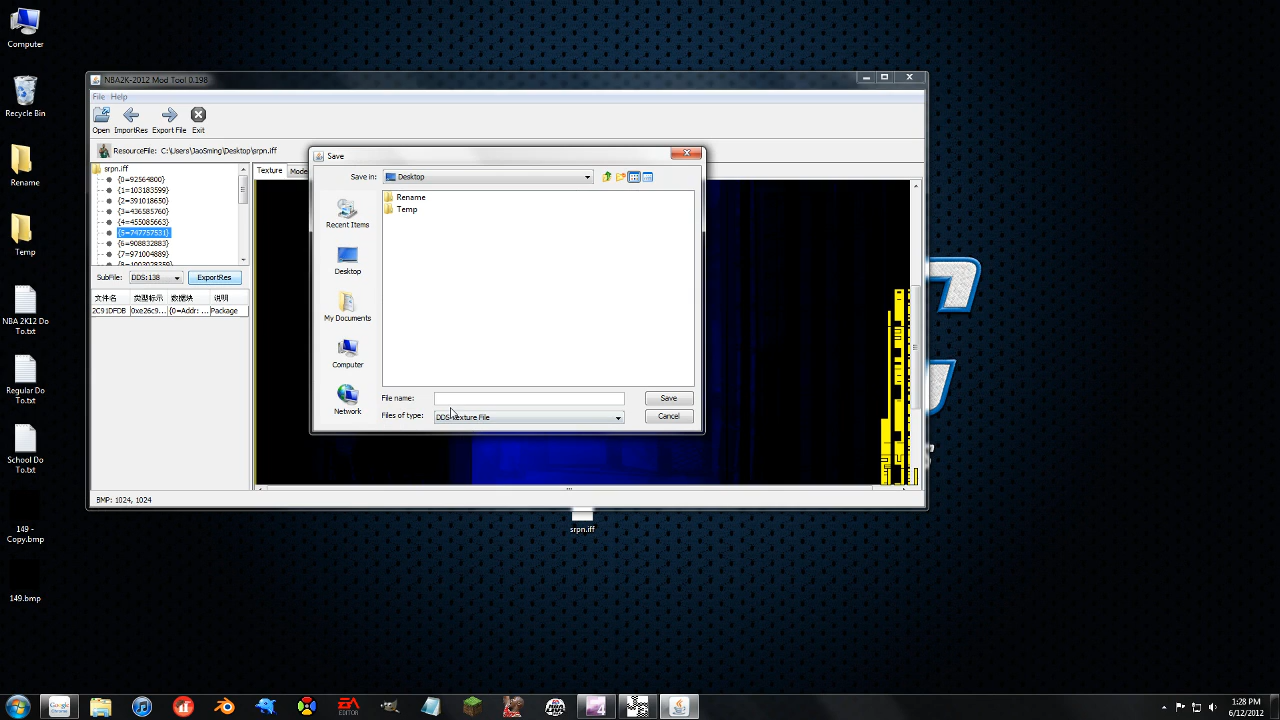 Computer
Recycle Bin
Rename
Temp
NBA 2K12 Do
To.txt
Regular Do
To.txt
School Do
To.txt
149 -
Copy.bmp
149.bmp
NBA2K-2012 Mod Tool 0.198
File Help
Open ImportRes Export File Exit
ResourceFile: C:\Users\JaoSming\Desktop\srpn.iff
srpn.iff
{0=92564800}
{1=103183599}
{2=391018650}
{3=436585760}
{4=455085663}
{5=747757531}
{6=908832883}
{7=971004889}
SubFile: DDS:138 ExportRes
文件名 类型标示 数据块 说明
2C91DFDB 0xe26c9... {0=Addr: ... Package
Texture Mode
Save
Save in: Desktop
Rename
Temp
Recent Items
Desktop
My Documents
Computer
Network
File name: Save
Files of type: DDS Texture File Cancel
BMP: 1024, 1024
srpn.iff
Google
chrome
EA
EDITOR
1:28 PM
6/12/2012